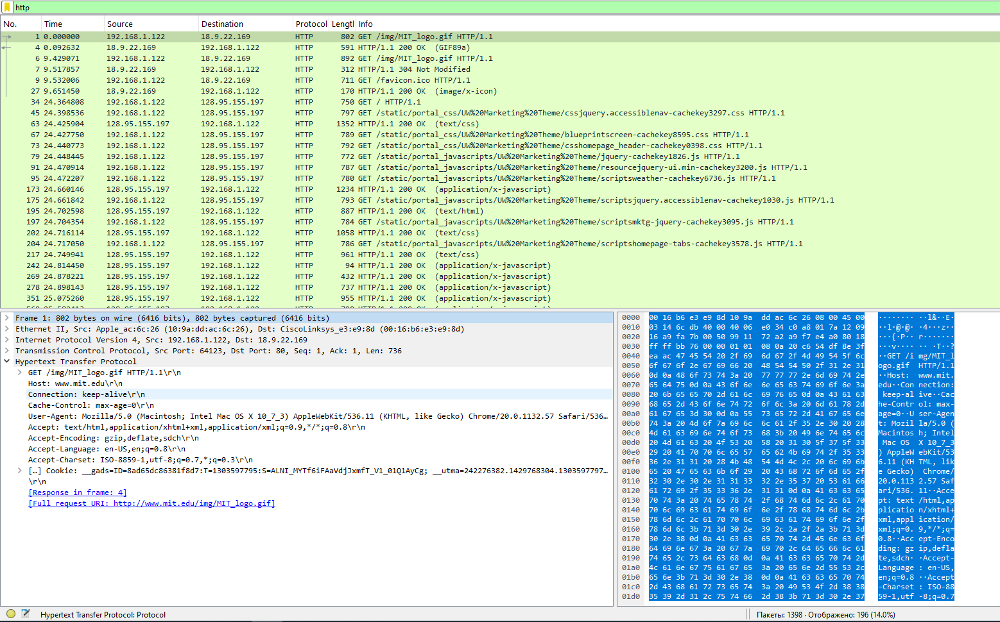 http
No. Time Source Destination Protocol Lengtl Info
1 0.000000 192.168.1.122 18.9.22.169 HTTP 802 GET /img/MIT_logo.gif HTTP/1.1
4 0.092632 18.9.22.169 192.168.1.122 HTTP 591 HTTP/1.1 200 OK (GIF89a)
6 9.429071 192.168.1.122 18.9.22.169 HTTP 892 GET /img/MIT_logo.gif HTTP/1.1
7 9.517857 18.9.22.169 192.168.1.122 HTTP 312 HTTP/1.1 304 Not Modified
9 9.532006 192.168.1.122 18.9.22.169 HTTP 711 GET /favicon.ico HTTP/1.1
27 9.651450 18.9.22.169 192.168.1.122 HTTP 170 HTTP/1.1 200 OK (image/x-icon)
34 24.364808 192.168.1.122 128.95.155.197 HTTP 750 GET / HTTP/1.1
45 24.398536 192.168.1.122 128.95.155.197 HTTP 797 GET /static/portal_css/UW%20Marketing%20Theme/cssjquery.accessiblenav-cachekey3297.css HTTP/1.1
63 24.425904 128.95.155.197 192.168.1.122 HTTP 1352 HTTP/1.1 200 OK (text/css)
67 24.427750 192.168.1.122 128.95.155.197 HTTP 789 GET /static/portal_css/UW%20Marketing%20Theme/blueprintscreen-cachekey8595.css HTTP/1.1
73 24.440773 192.168.1.122 128.95.155.197 HTTP 792 GET /static/portal_css/UW%20Marketing%20Theme/csshomepage_header-cachekey0398.css HTTP/1.1
79 24.448445 192.168.1.122 128.95.155.197 HTTP 772 GET /static/portal_javascripts/UW%20Marketing%20Theme/jquery-cachekey1826.js HTTP/1.1
91 24.470914 192.168.1.122 128.95.155.197 HTTP 787 GET /static/portal_javascripts/UW%20Marketing%20Theme/resourcejquery-ui.min-cachekey3200.js HTTP/1.1
95 24.472207 192.168.1.122 128.95.155.197 HTTP 780 GET /static/portal_javascripts/UW%20Marketing%20Theme/scriptsweather-cachekey6736.js HTTP/1.1
173 24.660146 128.95.155.197 192.168.1.122 HTTP 1234 HTTP/1.1 200 OK (application/x-javascript)
175 24.661842 192.168.1.122 128.95.155.197 HTTP 793 GET /static/portal_javascripts/UW%20Marketing%20Theme/scriptsjquery.accessiblenav-cachekey1030.js HTTP/1.1
195 24.702598 128.95.155.197 192.168.1.122 HTTP 887 HTTP/1.1 200 OK (text/html)
197 24.704354 192.168.1.122 128.95.155.197 HTTP 784 GET /static/portal_javascripts/UW%20Marketing%20Theme/scriptsmktg-jquery-cachekey3095.js HTTP/1.1
202 24.716114 128.95.155.197 192.168.1.122 HTTP 1058 HTTP/1.1 200 OK (text/css)
204 24.717050 192.168.1.122 128.95.155.197 HTTP 786 GET /static/portal_javascripts/UW%20Marketing%20Theme/scriptshomepage-tabs-cachekey3578.js HTTP/1.1
217 24.749941 128.95.155.197 192.168.1.122 HTTP 961 HTTP/1.1 200 OK (text/css)
242 24.814450 128.95.155.197 192.168.1.122 HTTP 94 HTTP/1.1 200 OK (application/x-javascript)
269 24.878221 128.95.155.197 192.168.1.122 HTTP 432 HTTP/1.1 200 OK (application/x-javascript)
278 24.898143 128.95.155.197 192.168.1.122 HTTP 737 HTTP/1.1 200 OK (application/x-javascript)
351 25.075260 128.95.155.197 192.168.1.122 HTTP 955 HTTP/1.1 200 OK (application/x-javascript)
Frame 1: 802 bytes on wire (6416 bits), 802 bytes captured (6416 bits)
Ethernet II, Src: Apple_ac:6c:26 (10:9a:dd:ac:6c:26), Dst: CiscoLinksys_e3:e9:8d (00:16:b6:e3:e9:8d)
Internet Protocol Version 4, Src: 192.168.1.122, Dst: 18.9.22.169
Transmission Control Protocol, Src Port: 64123, Dst Port: 80, Seq: 1, Ack: 1, Len: 736
Hypertext Transfer Protocol
GET /img/MIT_logo.gif HTTP/1.1\r\n
Host: www.mit.edu\r\n
Connection: keep-alive\r\n
Cache-Control: max-age=0\r\n
User-Agent: Mozilla/5.0 (Macintosh; Intel Mac OS X 10_7_3) AppleWebKit/536.11 (KHTML, like Gecko) Chrome/20.0.1132.57 Safari/536…
Accept: text/html,application/xhtml+xml,application/xml;q=0.9,*/*;q=0.8\r\n
Accept-Encoding: gzip,deflate,sdch\r\n
Accept-Language: en-US,en;q=0.8\r\n
Accept-Charset: ISO-8859-1,utf-8;q=0.7,*;q=0.3\r\n
[…] Cookie: __gads=ID=8ad65dc86381f8d7:T=1303597795:S=ALNI_MYTf6iFAaVdjJxmfT_V1_01Q1AyCg; __utma=242276382.1429768304.1303597797…
\r\n
[Response in frame: 4]
[Full request URI: http://www.mit.edu/img/MIT_logo.gif]
0000 00 16 b6 e3 e9 8d 10 9a dd ac 6c 26 08 00 45 00 ········ ··l&··E·
0010 03 14 6c db 40 00 40 06 e0 34 c0 a8 01 7a 12 09 ··l·@·@· ·4···z··
0020 16 a9 fa 7b 00 50 99 11 72 a2 a9 f7 e4 a0 80 18 ···{·P·· r·······
0030 ff ff bb 76 00 00 01 01 08 0a 20 c6 54 df 8e 3f ···v···· ·· ·T··?
0040 ea ac 47 45 54 20 2f 69 6d 67 2f 4d 49 54 5f 6c ··GET /i mg/MIT_l
0050 6f 67 6f 2e 67 69 66 20 48 54 54 50 2f 31 2e 31 ogo.gif HTTP/1.1
0060 0d 0a 48 6f 73 74 3a 20 77 77 77 2e 6d 69 74 2e ··Host: www.mit.
0070 65 64 75 0d 0a 43 6f 6e 6e 65 63 74 69 6f 6e 3a edu··Con nection:
0080 20 6b 65 65 70 2d 61 6c 69 76 65 0d 0a 43 61 63 keep-al ive··Cac
0090 68 65 2d 43 6f 6e 74 72 6f 6c 3a 20 6d 61 78 2d he-Contr ol: max-
00a0 61 67 65 3d 30 0d 0a 55 73 65 72 2d 41 67 65 6e age=0··U ser-Agen
00b0 74 3a 20 4d 6f 7a 69 6c 6c 61 2f 35 2e 30 20 28 t: Mozil la/5.0 (
00c0 4d 61 63 69 6e 74 6f 73 68 3b 20 49 6e 74 65 6c Macintos h; Intel
00d0 20 4d 61 63 20 4f 53 20 58 20 31 30 5f 37 5f 33 Mac OS X 10_7_3
00e0 29 20 41 70 70 6c 65 57 65 62 4b 69 74 2f 35 33 ) AppleW ebKit/53
00f0 36 2e 31 31 20 28 4b 48 54 4d 4c 2c 20 6c 69 6b 6.11 (KH TML, lik
0100 65 20 47 65 63 6b 6f 29 20 43 68 72 6f 6d 65 2f e Gecko) Chrome/
0110 32 30 2e 30 2e 31 31 33 32 2e 35 37 20 53 61 66 20.0.113 2.57 Saf
0120 61 72 69 2f 35 33 36 2e 31 31 0d 0a 41 63 63 65 ari/536. 11··Acce
0130 70 74 3a 20 74 65 78 74 2f 68 74 6d 6c 2c 61 70 pt: text /html,ap
0140 70 6c 69 63 61 74 69 6f 6e 2f 78 68 74 6d 6c 2b plicatio n/xhtml+
0150 78 6d 6c 2c 61 70 70 6c 69 63 61 74 69 6f 6e 2f xml,appl ication/
0160 78 6d 6c 3b 71 3d 30 2e 39 2c 2a 2f 2a 3b 71 3d xml;q=0. 9,*/*;q=
0170 30 2e 38 0d 0a 41 63 63 65 70 74 2d 45 6e 63 6f 0.8··Acc ept-Enco
0180 64 69 6e 67 3a 20 67 7a 69 70 2c 64 65 66 6c 61 ding: gz ip,defla
0190 74 65 2c 73 64 63 68 0d 0a 41 63 63 65 70 74 2d te,sdch· ·Accept-
01a0 4c 61 6e 67 75 61 67 65 3a 20 65 6e 2d 55 53 2c Language : en-US,
01b0 65 6e 3b 71 3d 30 2e 38 0d 0a 41 63 63 65 70 74 en;q=0.8 ··Accept
01c0 2d 43 68 61 72 73 65 74 3a 20 49 53 4f 2d 38 38 -Charset : ISO-88
01d0 35 39 2d 31 2c 75 74 66 2d 38 3b 71 3d 30 2e 37 59-1,utf -8;q=0.7
Hypertext Transfer Protocol: Protocol
Пакеты: 1398 · Отображено: 196 (14.0%)